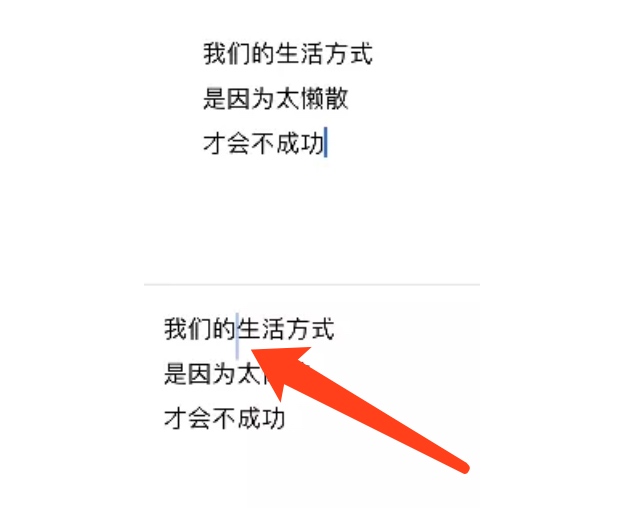 我们的生活方式
是因为太懒散
才会不成功
我们的生活方式
是因为太
才会不成功